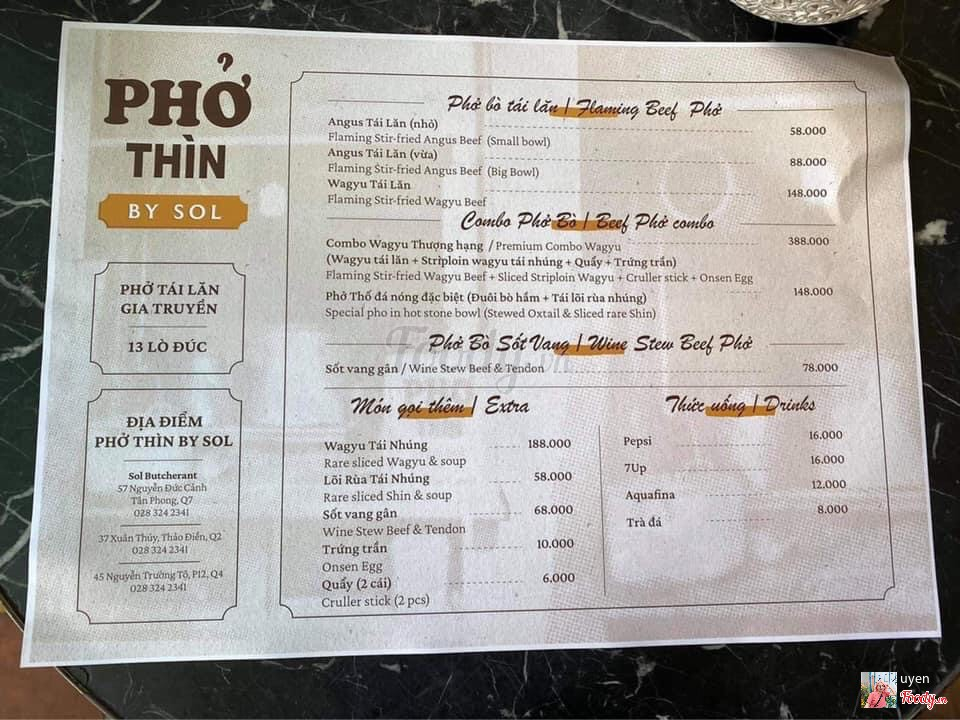 PHỞ
THÌN
BY SOL
PHỞ TÁI LĂN
GIA TRUYỀN
13 LÒ ĐÚC
ĐỊA ĐIỂM
PHỞ THÌN BY SOL
Sol Butcherant
57 Nguyễn Đức Cảnh
Tân Phong, Q7
028 324 2341
37 Xuân Thủy, Thảo Điền, Q2
028 324 2341
45 Nguyễn Trường Tộ, P12, Q4
028 324 2341
Phở bò tái lăn | Flaming Beef Phở
Angus Tái Lăn (nhỏ) 58.000
Flaming Stir-fried Angus Beef (Small bowl)
Angus Tái Lăn (vừa) 88.000
Flaming Stir-fried Angus Beef (Big Bowl)
Wagyu Tái Lăn 148.000
Flaming Stir-fried Wagyu Beef
Combo Phở Bò | Beef Phở combo
Combo Wagyu Thượng hạng / Premium Combo Wagyu 388.000
(Wagyu tái lăn + Striploin wagyu tái nhúng + Quẩy + Trứng trần)
Flaming Stir-fried Wagyu Beef + Sliced Striploin Wagyu + Cruller stick + Onsen Egg
Phở Thố đá nóng đặc biệt (Đuôi bò hầm + Tái lõi rùa nhúng) 148.000
Special pho in hot stone bowl (Stewed Oxtail & Sliced rare Shin)
Phở Bò Sốt Vang | Wine Stew Beef Phở
Sốt vang gân / Wine Stew Beef & Tendon 78.000
Món gọi thêm | Extra
Wagyu Tái Nhúng 188.000
Rare sliced Wagyu & soup
Lõi Rùa Tái Nhúng 58.000
Rare sliced Shin & soup
Sốt vang gân 68.000
Wine Stew Beef & Tendon
Trứng trần 10.000
Onsen Egg
Quẩy (2 cái) 6.000
Cruller stick (2 pcs)
Thức uống | Drinks
Pepsi 16.000
7Up 16.000
Aquafina 12.000
Trà đá 8.000
Foody.vn
uyen
Foody.vn